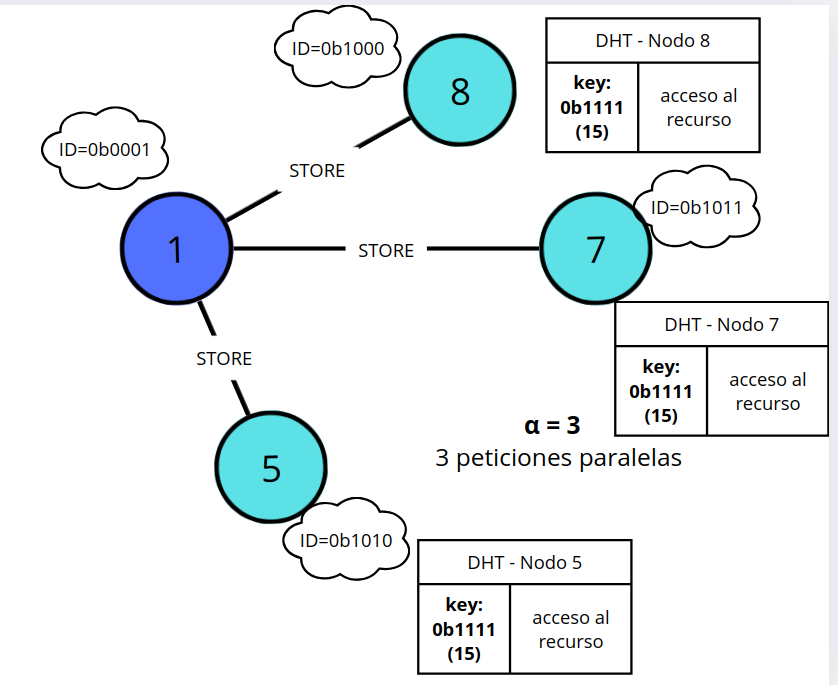 ID=0b1000
8
DHT - Nodo 8
key:
0b1111
(15)
acceso al
recurso
ID=0b0001
STORE
ID=0b1011
1
STORE
7
DHT - Nodo 7
key:
0b1111
(15)
acceso al
recurso
STORE
α = 3
3 peticiones paralelas
5
ID=0b1010
DHT - Nodo 5
key:
0b1111
(15)
acceso al
recurso